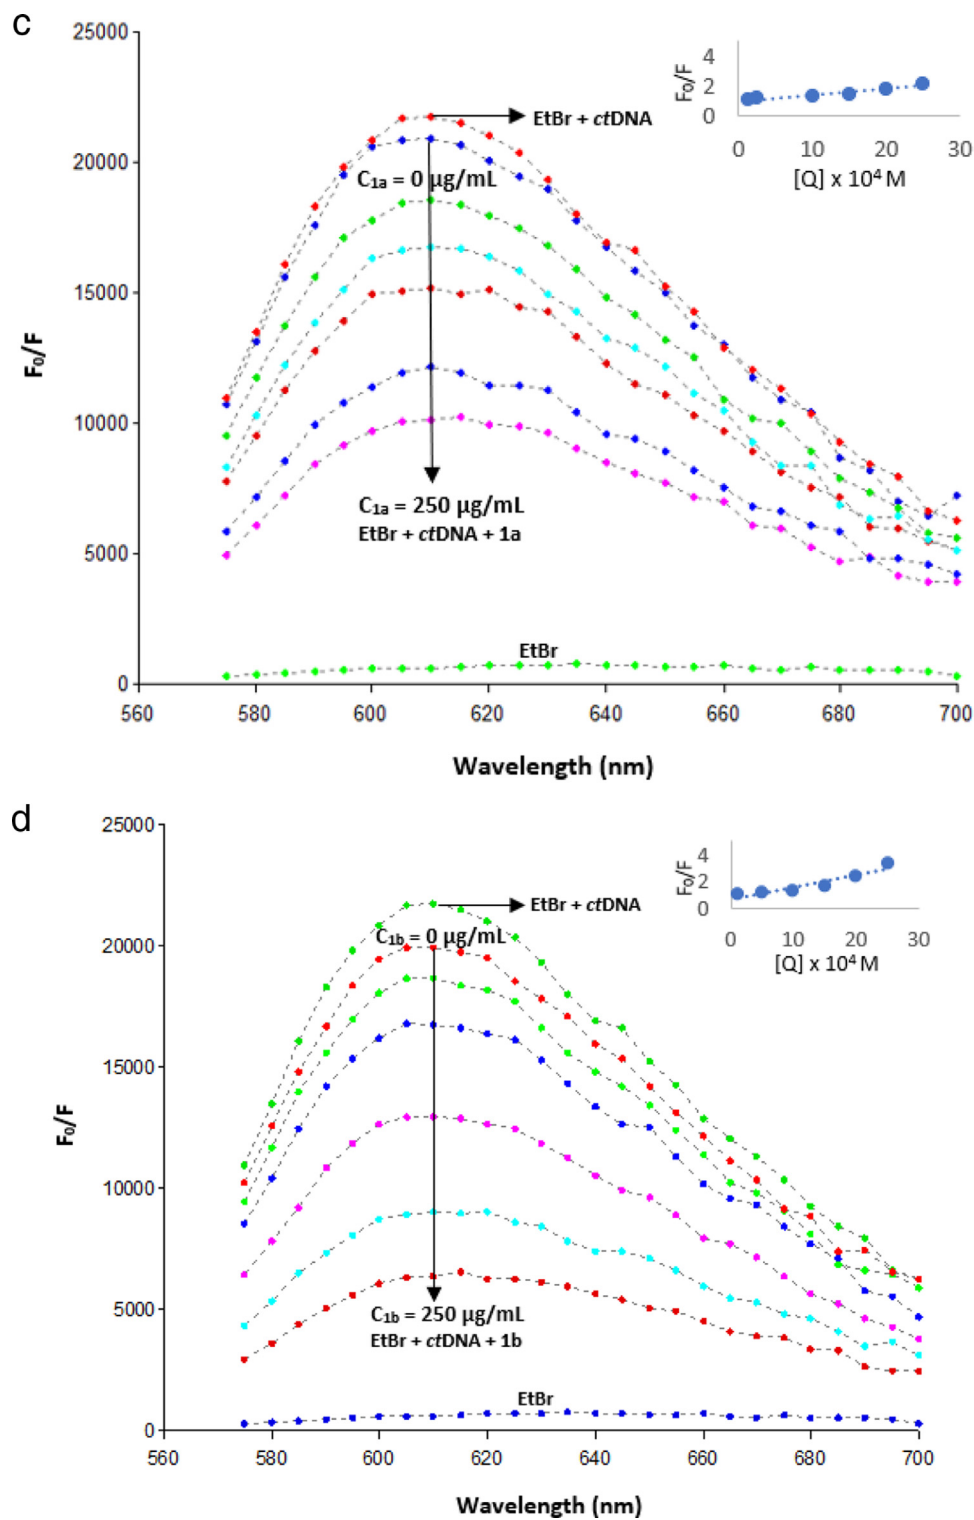 c
25000
20000
15000
10000
5000
0
F₀/F
EtBr + ctDNA
C₁ₐ = 0 µg/mL
C₁ₐ = 250 µg/mL
EtBr + ctDNA + 1a
EtBr
560 580 600 620 640 660 680 700
Wavelength (nm)
F₀/F
4
2
0
0 10 20 30
[Q] x 10⁴ M
d
25000
20000
15000
10000
5000
0
F₀/F
EtBr + ctDNA
C₁b = 0 µg/mL
C₁b = 250 µg/mL
EtBr + ctDNA + 1b
EtBr
560 580 600 620 640 660 680 700
Wavelength (nm)
F₀/F
4
2
0
0 10 20 30
[Q] x 10⁴ M